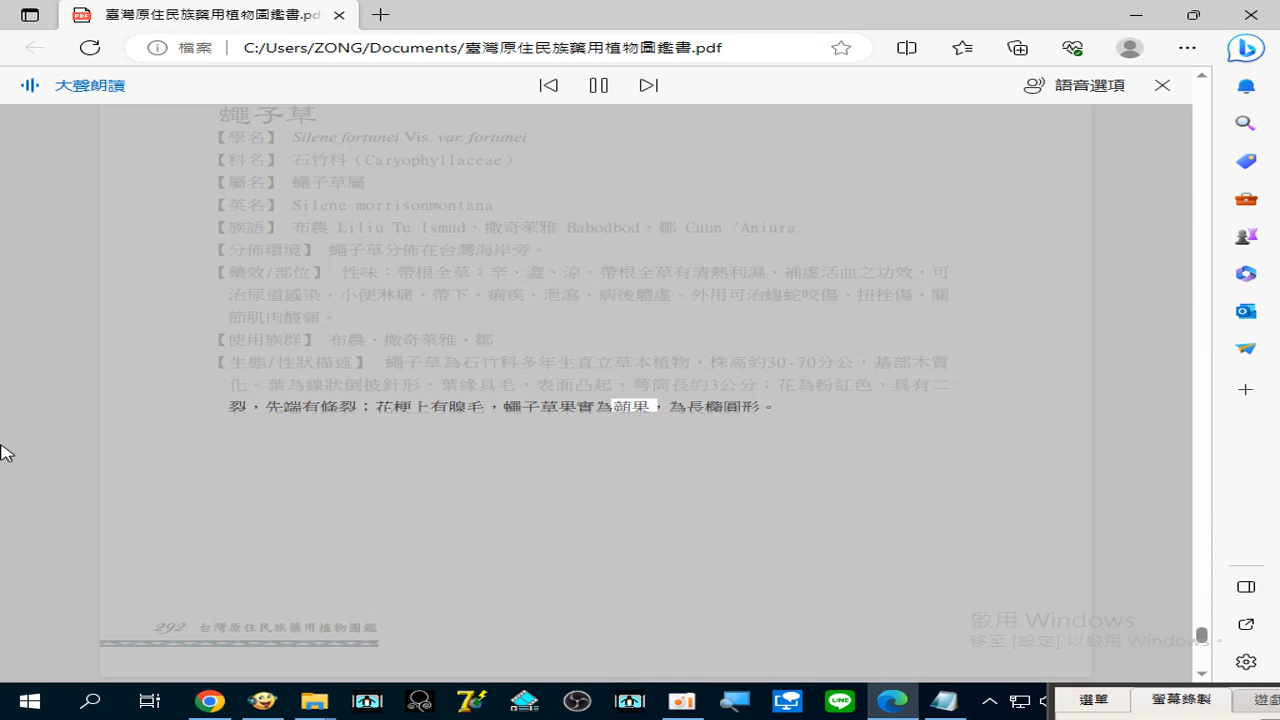 臺灣原住民族藥用植物圖鑑書.pd
檔案 C:/Users/ZONG/Documents/臺灣原住民族藥用植物圖鑑書.pdf
大聲朗讀 語音選項
蠅子草
【學名】 Silene fortunei Vis. var. fortunei
【科名】 石竹科（Caryophyllaceae）
【屬名】 蠅子草屬
【英名】 Silene morrisonmontana
【族語】 布農 Liliu Tu Ismud、撒奇萊雅 Babodbod、鄒 Cuun 'Aniura
【分佈環境】 蠅子草分佈在台灣海岸旁。
【藥效/部位】 性味：帶根全草：辛、澀、涼。帶根全草有清熱利濕、補虛活血之功效，可
治尿道感染、小便淋痛、帶下、痢疾、泄瀉、病後體虛。外用可治蝮蛇咬傷、扭挫傷、關
節肌肉酸痛。
【使用族群】 布農、撒奇萊雅、鄒
【生態/性狀描述】 蠅子草為石竹科多年生直立草本植物，株高約30-70分公，基部木質
化。葉為線狀倒披針形，葉緣具毛，表面凸起，萼筒長約3公分；花為粉紅色，具有二
裂，先端有條裂；花梗上有腺毛，蠅子草果實為蒴果，為長橢圓形。
292 台灣原住民族藥用植物圖鑑
啟用 Windows
移至 [設定] 以啟用 Windows。
選單 螢幕錄製 遊戲